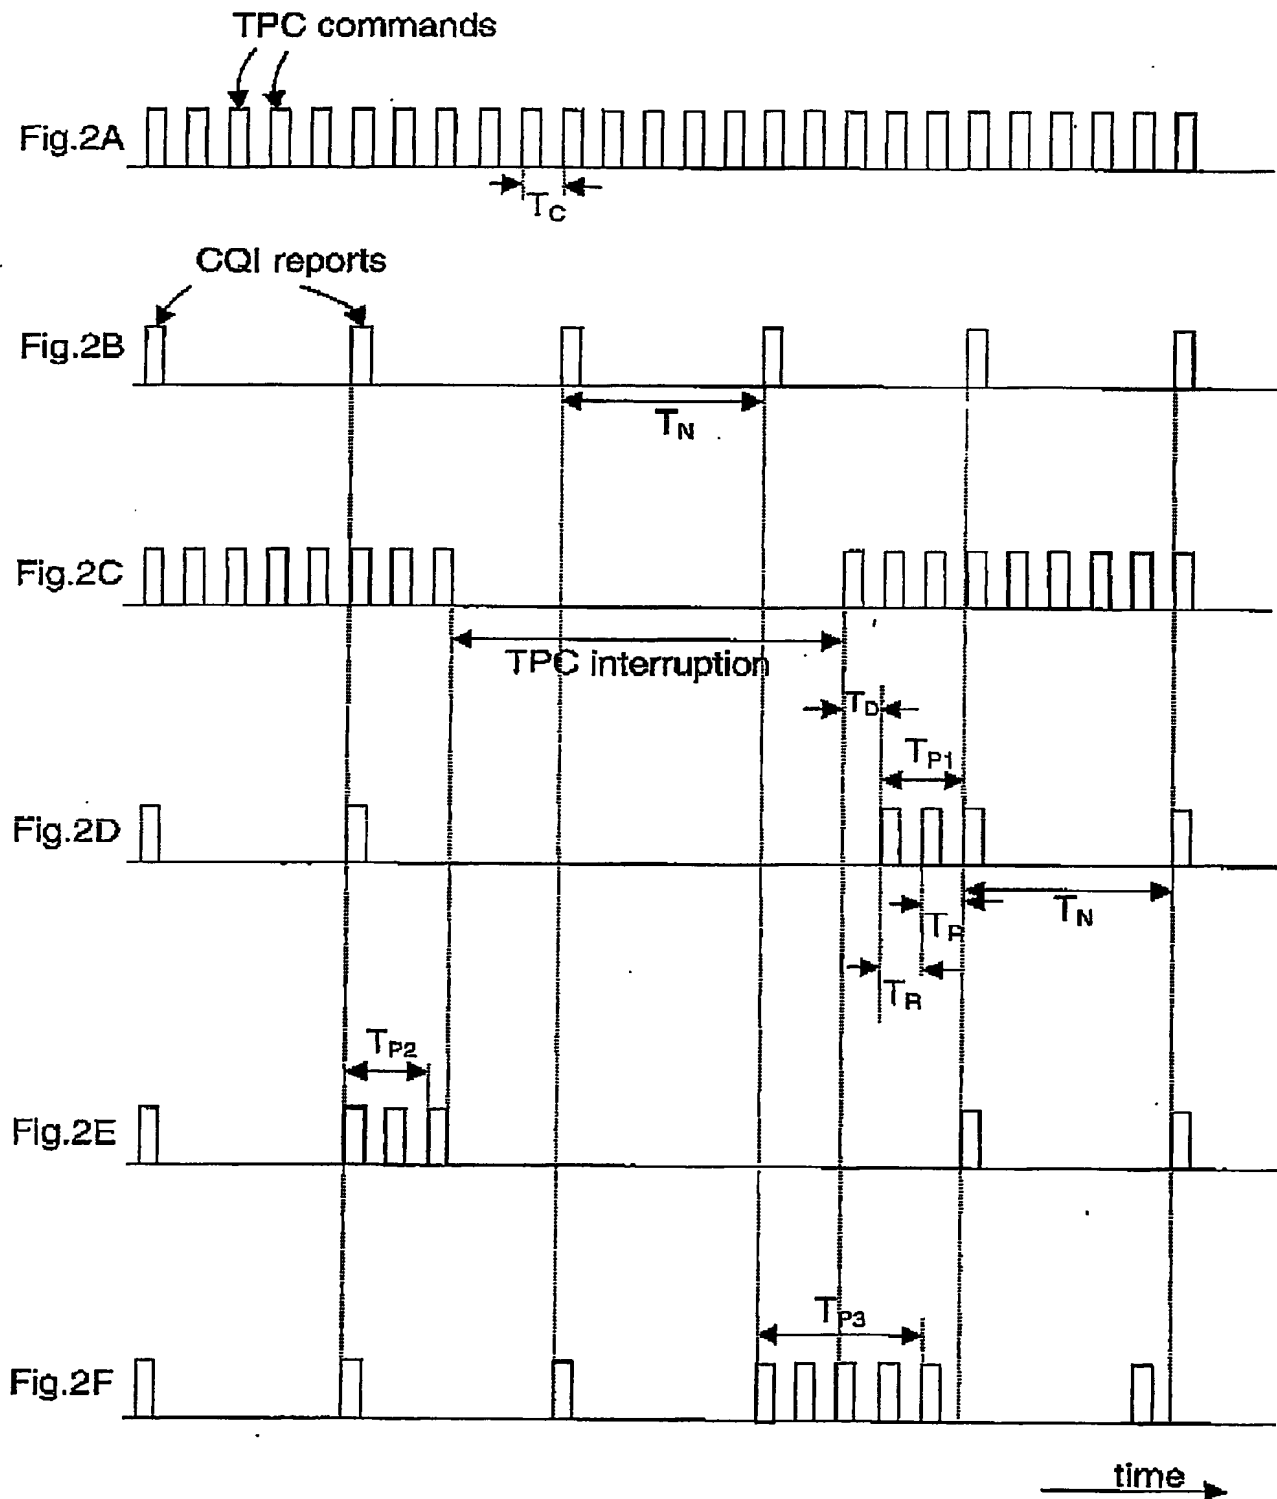 TPC commands
Fig.2A
TC
CQI reports
Fig.2B
TN
Fig.2C
TPC interruption
TD
TP1
Fig.2D
TN
TR
TR
TP2
Fig.2E
TP3
Fig.2F
time